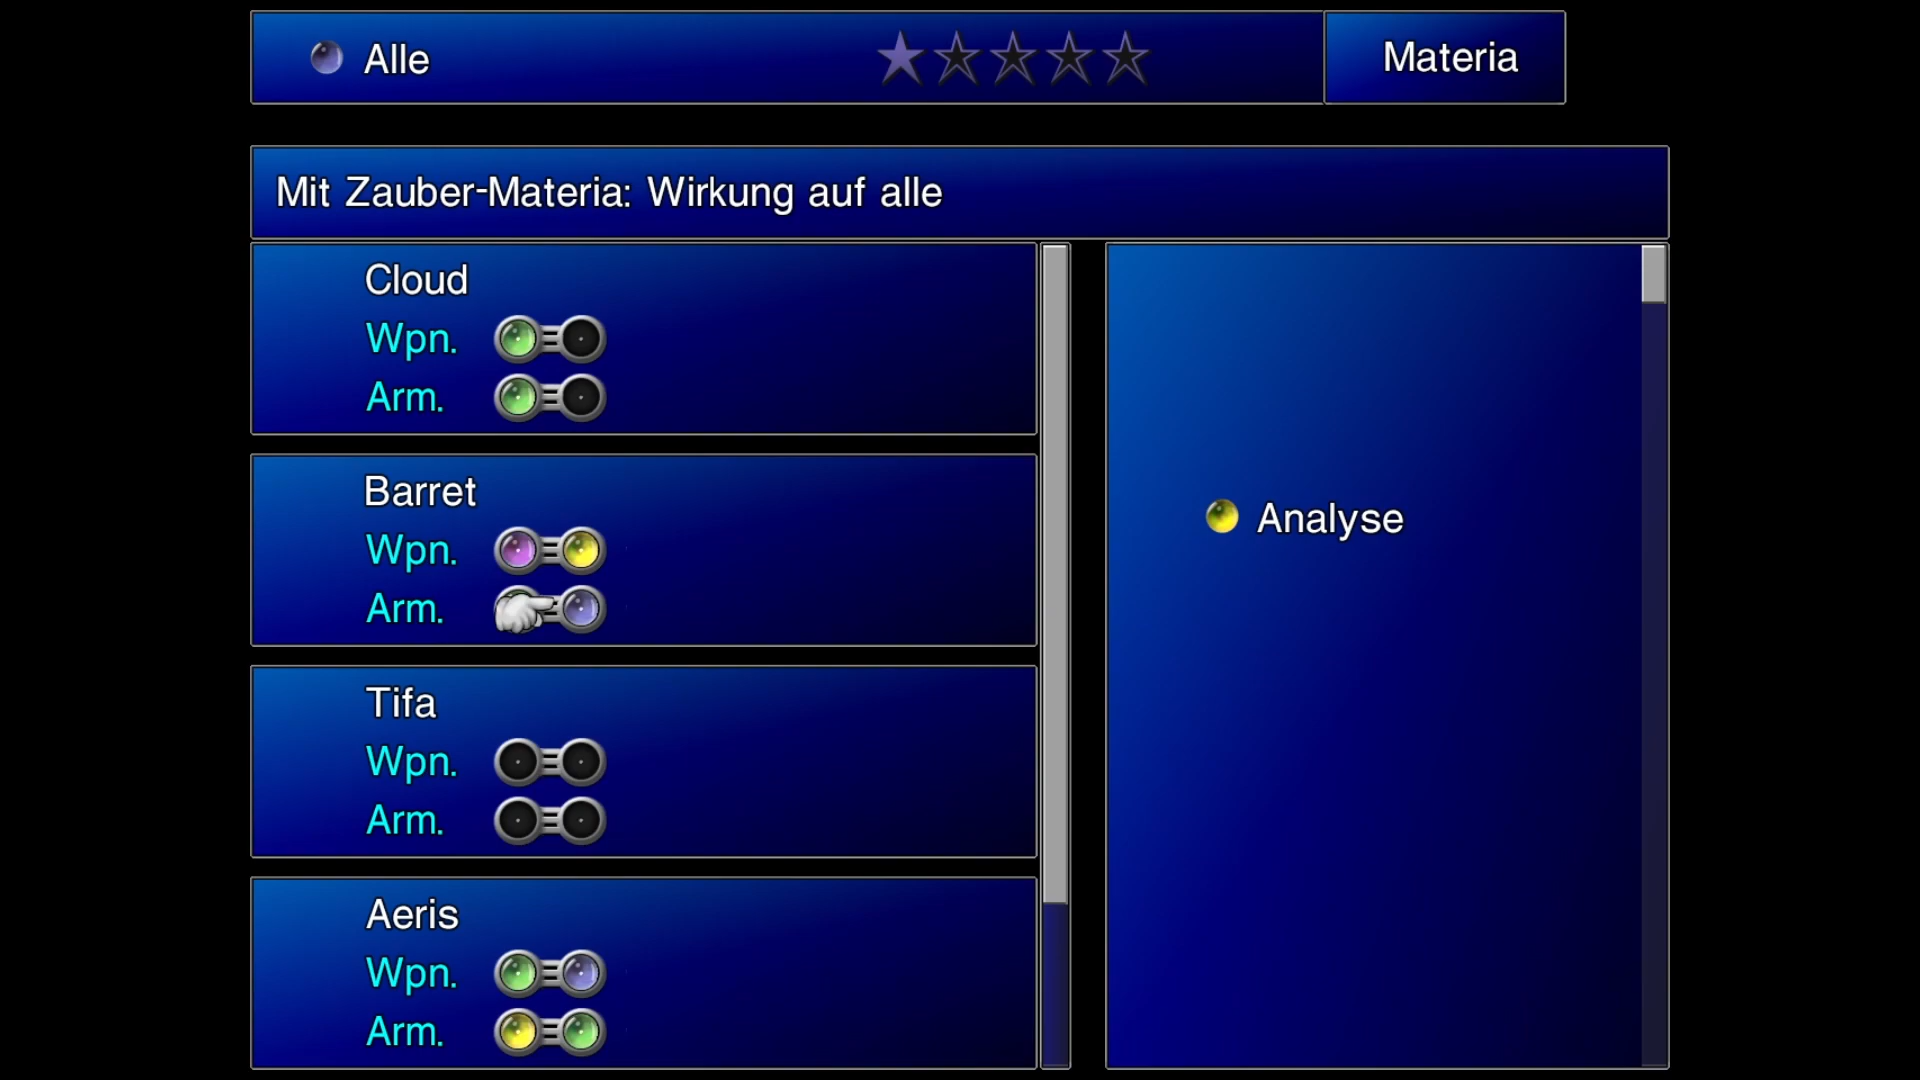 Alle
Materia
Mit Zauber-Materia: Wirkung auf alle
Cloud
Wpn.
Arm.
Barret
Wpn.
Arm.
Tifa
Wpn.
Arm.
Aeris
Wpn.
Arm.
Analyse